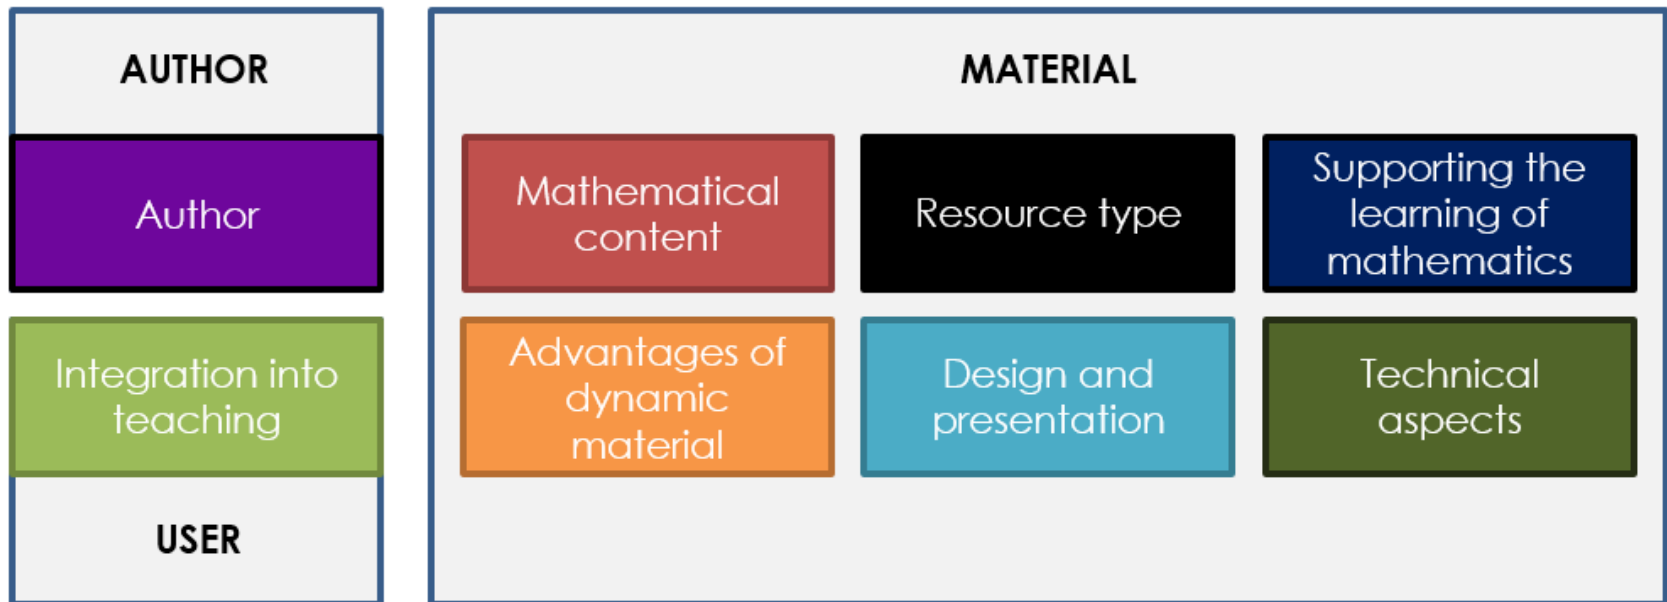 AUTHOR
Author
Integration into
teaching
USER
MATERIAL
Mathematical
content
Resource type
Supporting the
learning of
mathematics
Advantages of
dynamic
material
Design and
presentation
Technical
aspects